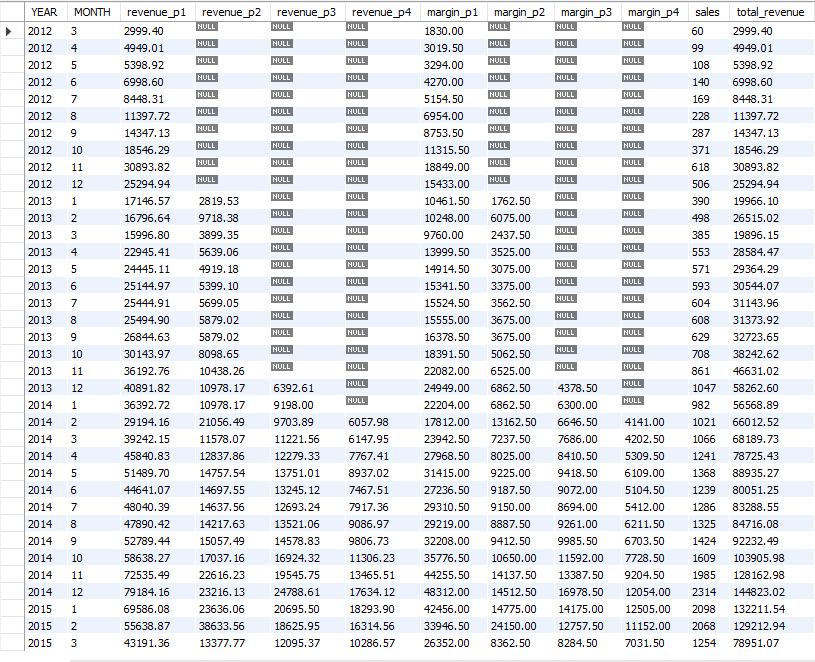 YEAR MONTH revenue_p1 revenue_p2 revenue_p3 revenue_p4 margin_p1 margin_p2 margin_p3 margin_p4 sales total_revenue
2012 3 2999.40 NULL NULL NULL 1830.00 NULL NULL NULL 60 2999.40
2012 4 4949.01 NULL NULL NULL 3019.50 NULL NULL NULL 99 4949.01
2012 5 5398.92 NULL NULL NULL 3294.00 NULL NULL NULL 108 5398.92
2012 6 6998.60 NULL NULL NULL 4270.00 NULL NULL NULL 140 6998.60
2012 7 8448.31 NULL NULL NULL 5154.50 NULL NULL NULL 169 8448.31
2012 8 11397.72 NULL NULL NULL 6954.00 NULL NULL NULL 228 11397.72
2012 9 14347.13 NULL NULL NULL 8753.50 NULL NULL NULL 287 14347.13
2012 10 18546.29 NULL NULL NULL 11315.50 NULL NULL NULL 371 18546.29
2012 11 30893.82 NULL NULL NULL 18849.00 NULL NULL NULL 618 30893.82
2012 12 25294.94 NULL NULL NULL 15433.00 NULL NULL NULL 506 25294.94
2013 1 17146.57 2819.53 NULL NULL 10461.50 1762.50 NULL NULL 390 19966.10
2013 2 16796.64 9718.38 NULL NULL 10248.00 6075.00 NULL NULL 498 26515.02
2013 3 15996.80 3899.35 NULL NULL 9760.00 2437.50 NULL NULL 385 19896.15
2013 4 22945.41 5639.06 NULL NULL 13999.50 3525.00 NULL NULL 553 28584.47
2013 5 24445.11 4919.18 NULL NULL 14914.50 3075.00 NULL NULL 571 29364.29
2013 6 25144.97 5399.10 NULL NULL 15341.50 3375.00 NULL NULL 593 30544.07
2013 7 25444.91 5699.05 NULL NULL 15524.50 3562.50 NULL NULL 604 31143.96
2013 8 25494.90 5879.02 NULL NULL 15555.00 3675.00 NULL NULL 608 31373.92
2013 9 26844.63 5879.02 NULL NULL 16378.50 3675.00 NULL NULL 629 32723.65
2013 10 30143.97 8098.65 NULL NULL 18391.50 5062.50 NULL NULL 708 38242.62
2013 11 36192.76 10438.26 NULL NULL 22082.00 6525.00 NULL NULL 861 46631.02
2013 12 40891.82 10978.17 6392.61 NULL 24949.00 6862.50 4378.50 NULL 1047 58262.60
2014 1 36392.72 10978.17 9198.00 NULL 22204.00 6862.50 6300.00 NULL 982 56568.89
2014 2 29194.16 21056.49 9703.89 6057.98 17812.00 13162.50 6646.50 4141.00 1021 66012.52
2014 3 39242.15 11578.07 11221.56 6147.95 23942.50 7237.50 7686.00 4202.50 1066 68189.73
2014 4 45840.83 12837.86 12279.33 7767.41 27968.50 8025.00 8410.50 5309.50 1241 78725.43
2014 5 51489.70 14757.54 13751.01 8937.02 31415.00 9225.00 9418.50 6109.00 1368 88935.27
2014 6 44641.07 14697.55 13245.12 7467.51 27236.50 9187.50 9072.00 5104.50 1239 80051.25
2014 7 48040.39 14637.56 12693.24 7917.36 29310.50 9150.00 8694.00 5412.00 1286 83288.55
2014 8 47890.42 14217.63 13521.06 9086.97 29219.00 8887.50 9261.00 6211.50 1325 84716.08
2014 9 52789.44 15057.49 14578.83 9806.73 32208.00 9412.50 9985.50 6703.50 1424 92232.49
2014 10 58638.27 17037.16 16924.32 11306.23 35776.50 10650.00 11592.00 7728.50 1609 103905.98
2014 11 72535.49 22616.23 19545.75 13465.51 44255.50 14137.50 13387.50 9204.50 1985 128162.98
2014 12 79184.16 23216.13 24788.61 17634.12 48312.00 14512.50 16978.50 12054.00 2314 144823.02
2015 1 69586.08 23636.06 20695.50 18293.90 42456.00 14775.00 14175.00 12505.00 2098 132211.54
2015 2 55638.87 38633.56 18625.95 16314.56 33946.50 24150.00 12757.50 11152.00 2068 129212.94
2015 3 43191.36 13377.77 12095.37 10286.57 26352.00 8362.50 8284.50 7031.50 1254 78951.07